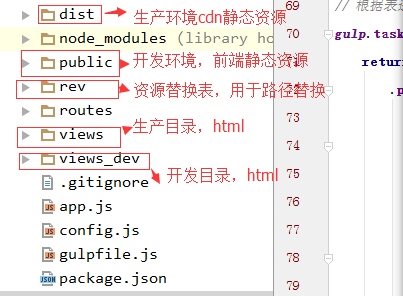 dist
生产环境cdn静态资源
node_modules (library ho
public
开发环境，前端静态资源
rev
资源替换表，用于路径替换
routes
views
生产目录，html
views_dev
开发目录，html
.gitignore
app.js
config.js
gulpfile.js
package.json
69
// 根据表进
70
gulp.task
71
retur
72
.p
73
74
75
76
77
78
79